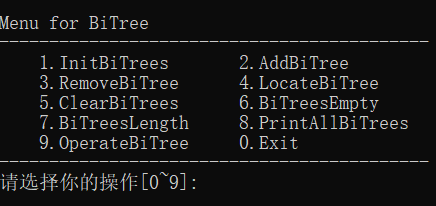 Menu for BiTree
-------------------------------------------
1.InitBiTrees 2.AddBiTree
3.RemoveBiTree 4.LocateBiTree
5.ClearBiTrees 6.BiTreesEmpty
7.BiTreesLength 8.PrintAllBiTrees
9.OperateBiTree 0.Exit
-------------------------------------------
请选择你的操作[0~9]: